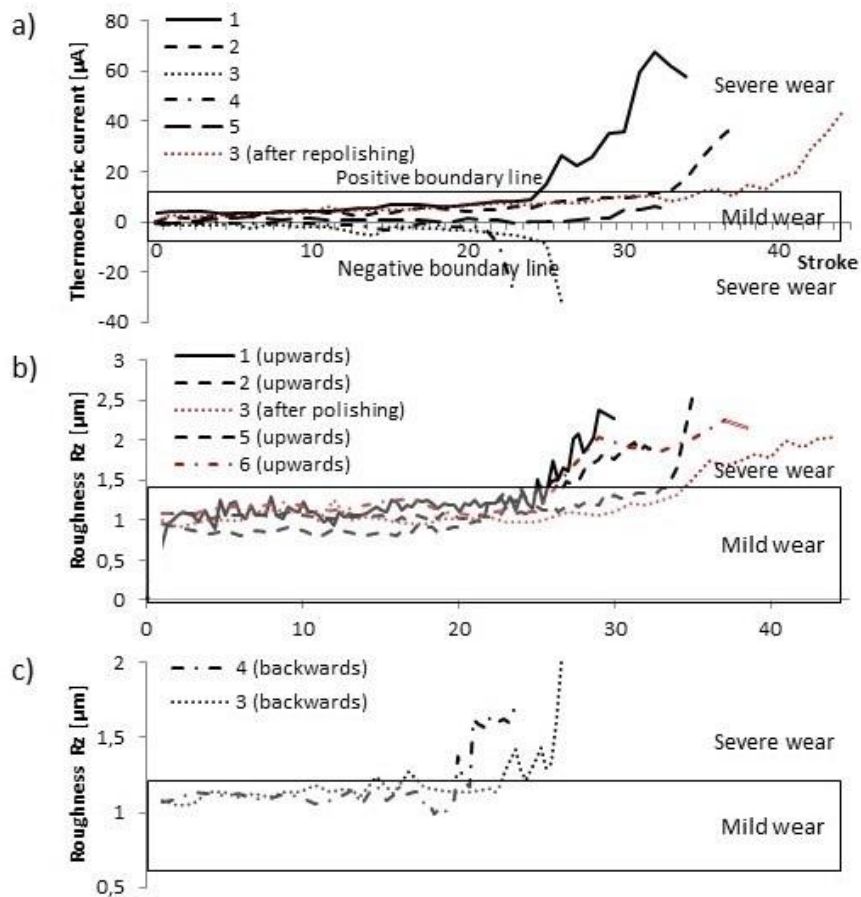 a)
Thermoelectric current [µA]
80
60
40
20
0
-20
-40
1
2
3
4
5
3 (after repolishing)
Severe wear
Positive boundary line
Mild wear
0 10 20 30 40
Stroke
Negative boundary line
Severe wear
b)
Roughness Rz [µm]
3
2,5
2
1,5
1
0,5
0
1 (upwards)
2 (upwards)
3 (after polishing)
5 (upwards)
6 (upwards)
Severe wear
Mild wear
0 10 20 30 40
c)
Roughness Rz [µm]
2
1,5
1
0,5
4 (backwards)
3 (backwards)
Severe wear
Mild wear